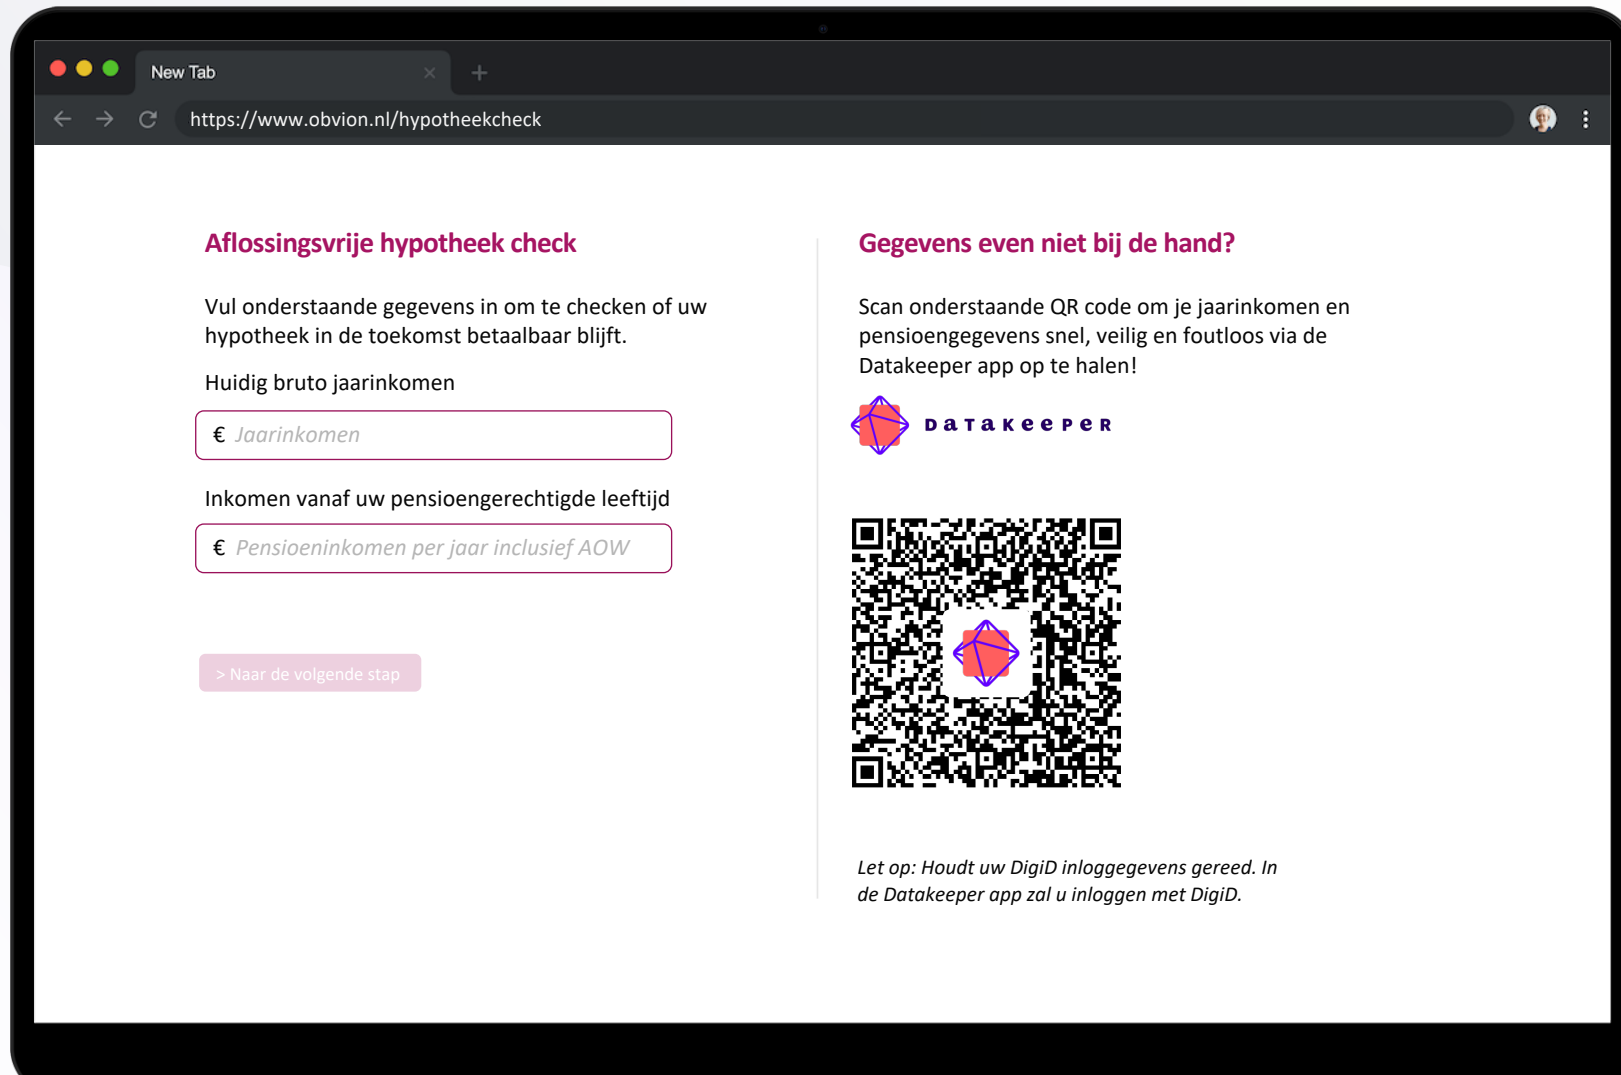 New Tab
https://www.obvion.nl/hypotheekcheck
Aflossingsvrije hypotheek check
Vul onderstaande gegevens in om te checken of uw
hypotheek in de toekomst betaalbaar blijft.
Huidig bruto jaarinkomen
€ Jaarinkomen
Inkomen vanaf uw pensioengerechtigde leeftijd
€ Pensioeninkomen per jaar inclusief AOW
> Naar de volgende stap
Gegevens even niet bij de hand?
Scan onderstaande QR code om je jaarinkomen en
pensioengegevens snel, veilig en foutloos via de
Datakeeper app op te halen!
DaTaKeePeR
Let op: Houdt uw DigiD inloggegevens gereed. In
de Datakeeper app zal u inloggen met DigiD.